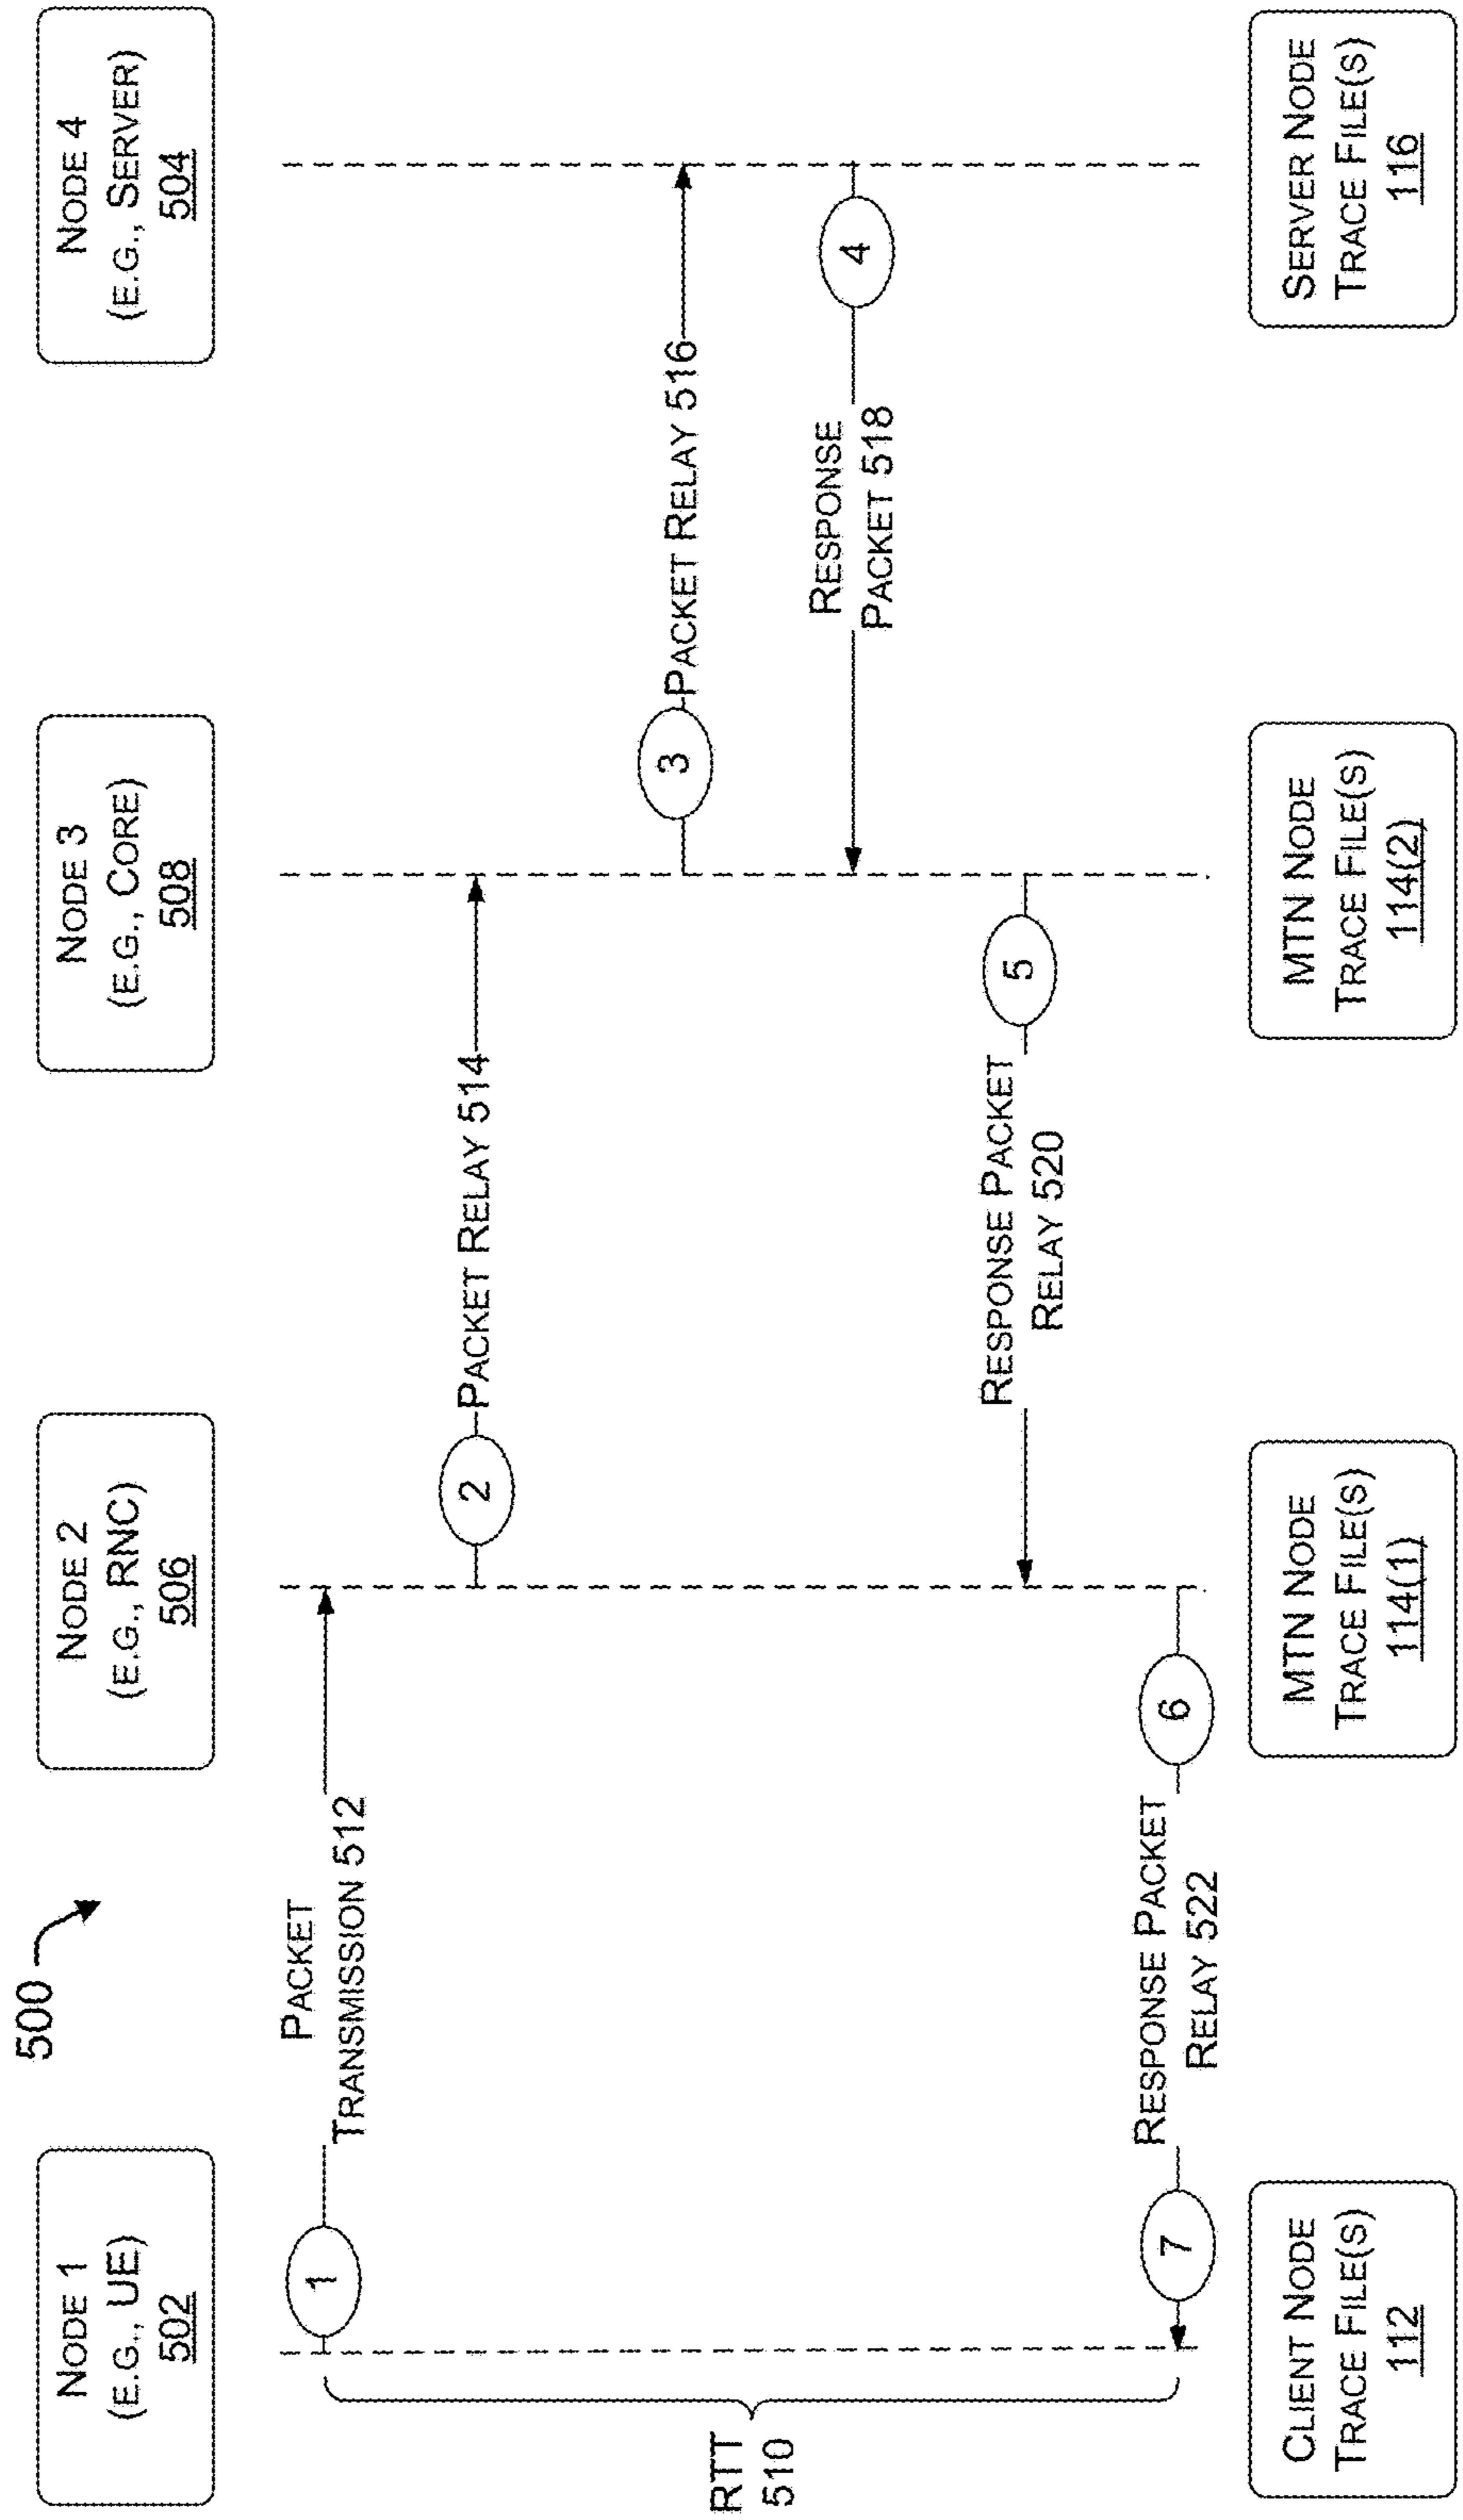 500
NODE 1
(E.G., UE)
502
NODE 2
(E.G., RNC)
506
NODE 3
(E.G., CORE)
508
NODE 4
(E.G., SERVER)
504
RTT
510
1
PACKET
TRANSMISSION 512
2
PACKET RELAY 514
3
PACKET RELAY 516
4
RESPONSE
PACKET 518
5
RESPONSE PACKET
RELAY 520
6
RESPONSE PACKET
RELAY 522
7
CLIENT NODE
TRACE FILE(S)
112
MTN NODE
TRACE FILE(S)
114(1)
MTN NODE
TRACE FILE(S)
114(2)
SERVER NODE
TRACE FILE(S)
116